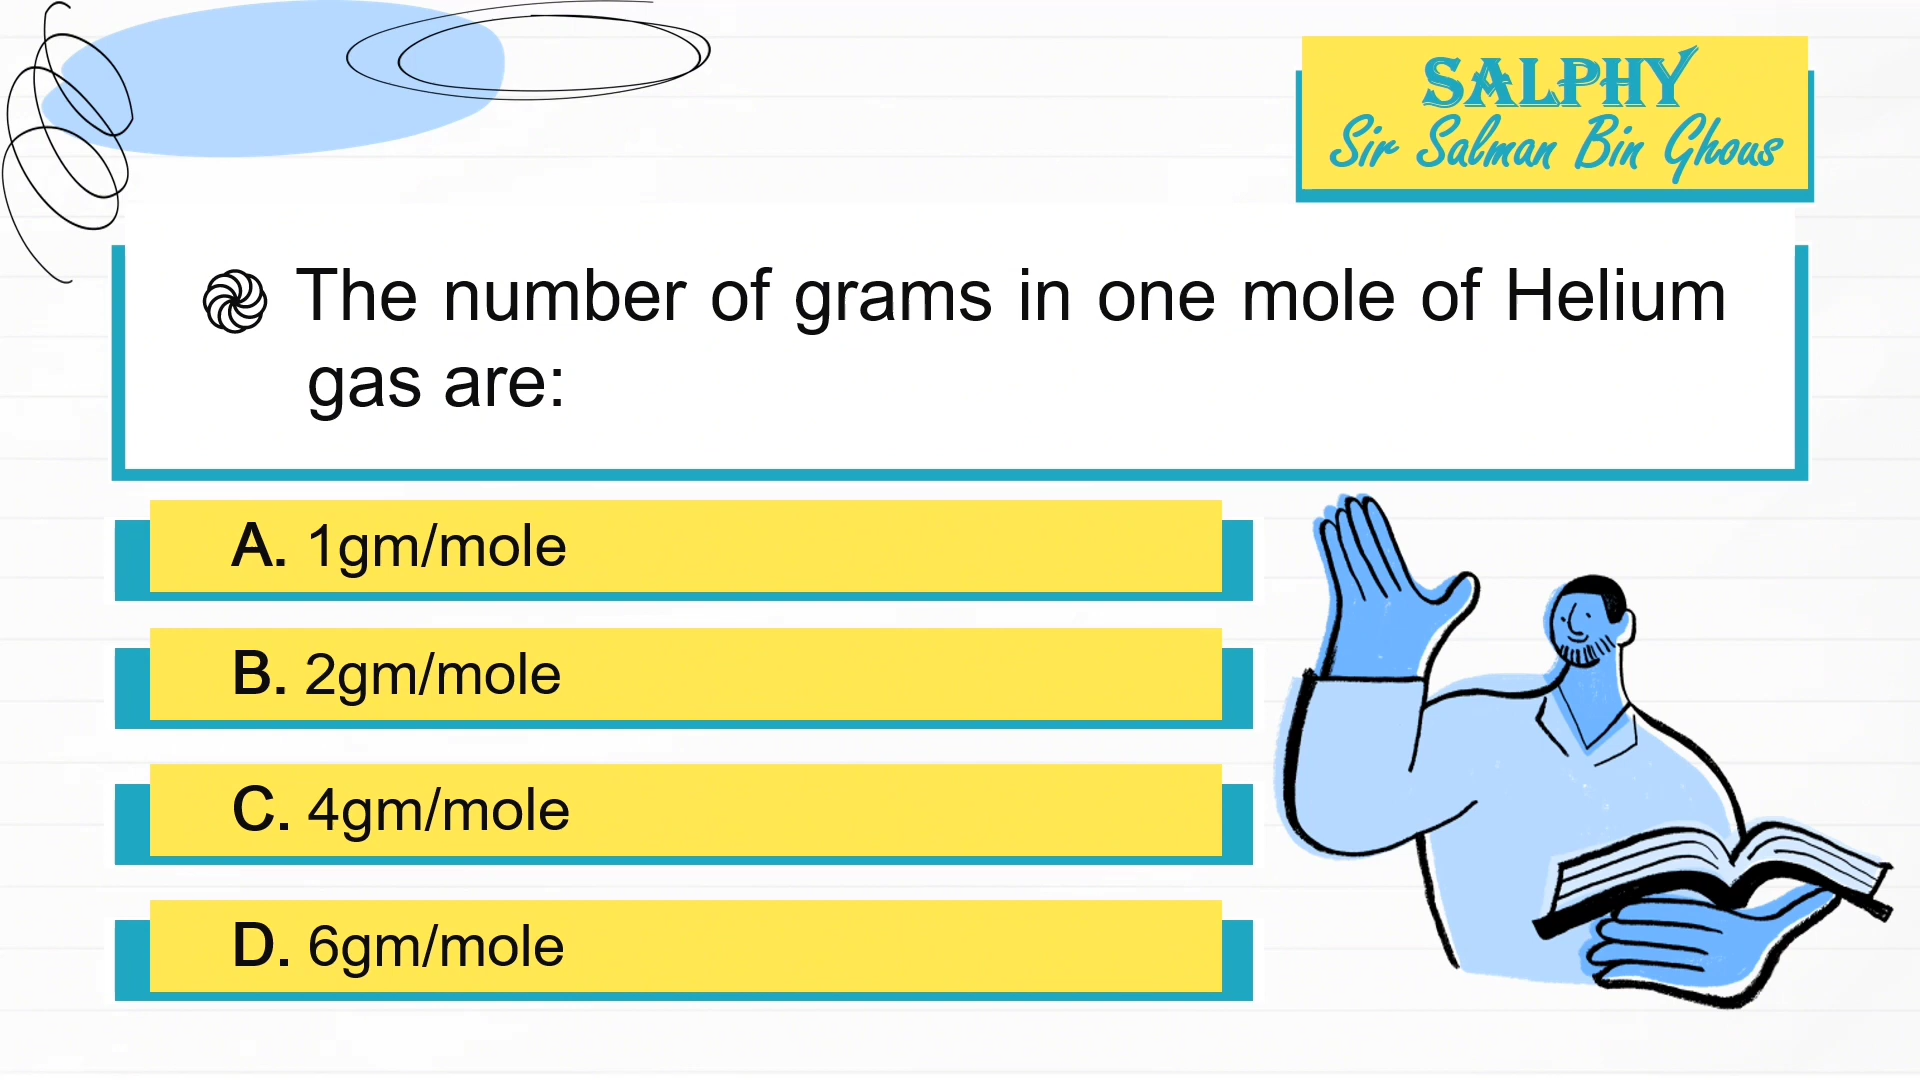 SALPHY
Sir Salman Bin Ghous
The number of grams in one mole of Helium
gas are:
A. 1gm/mole
B. 2gm/mole
C. 4gm/mole
D. 6gm/mole